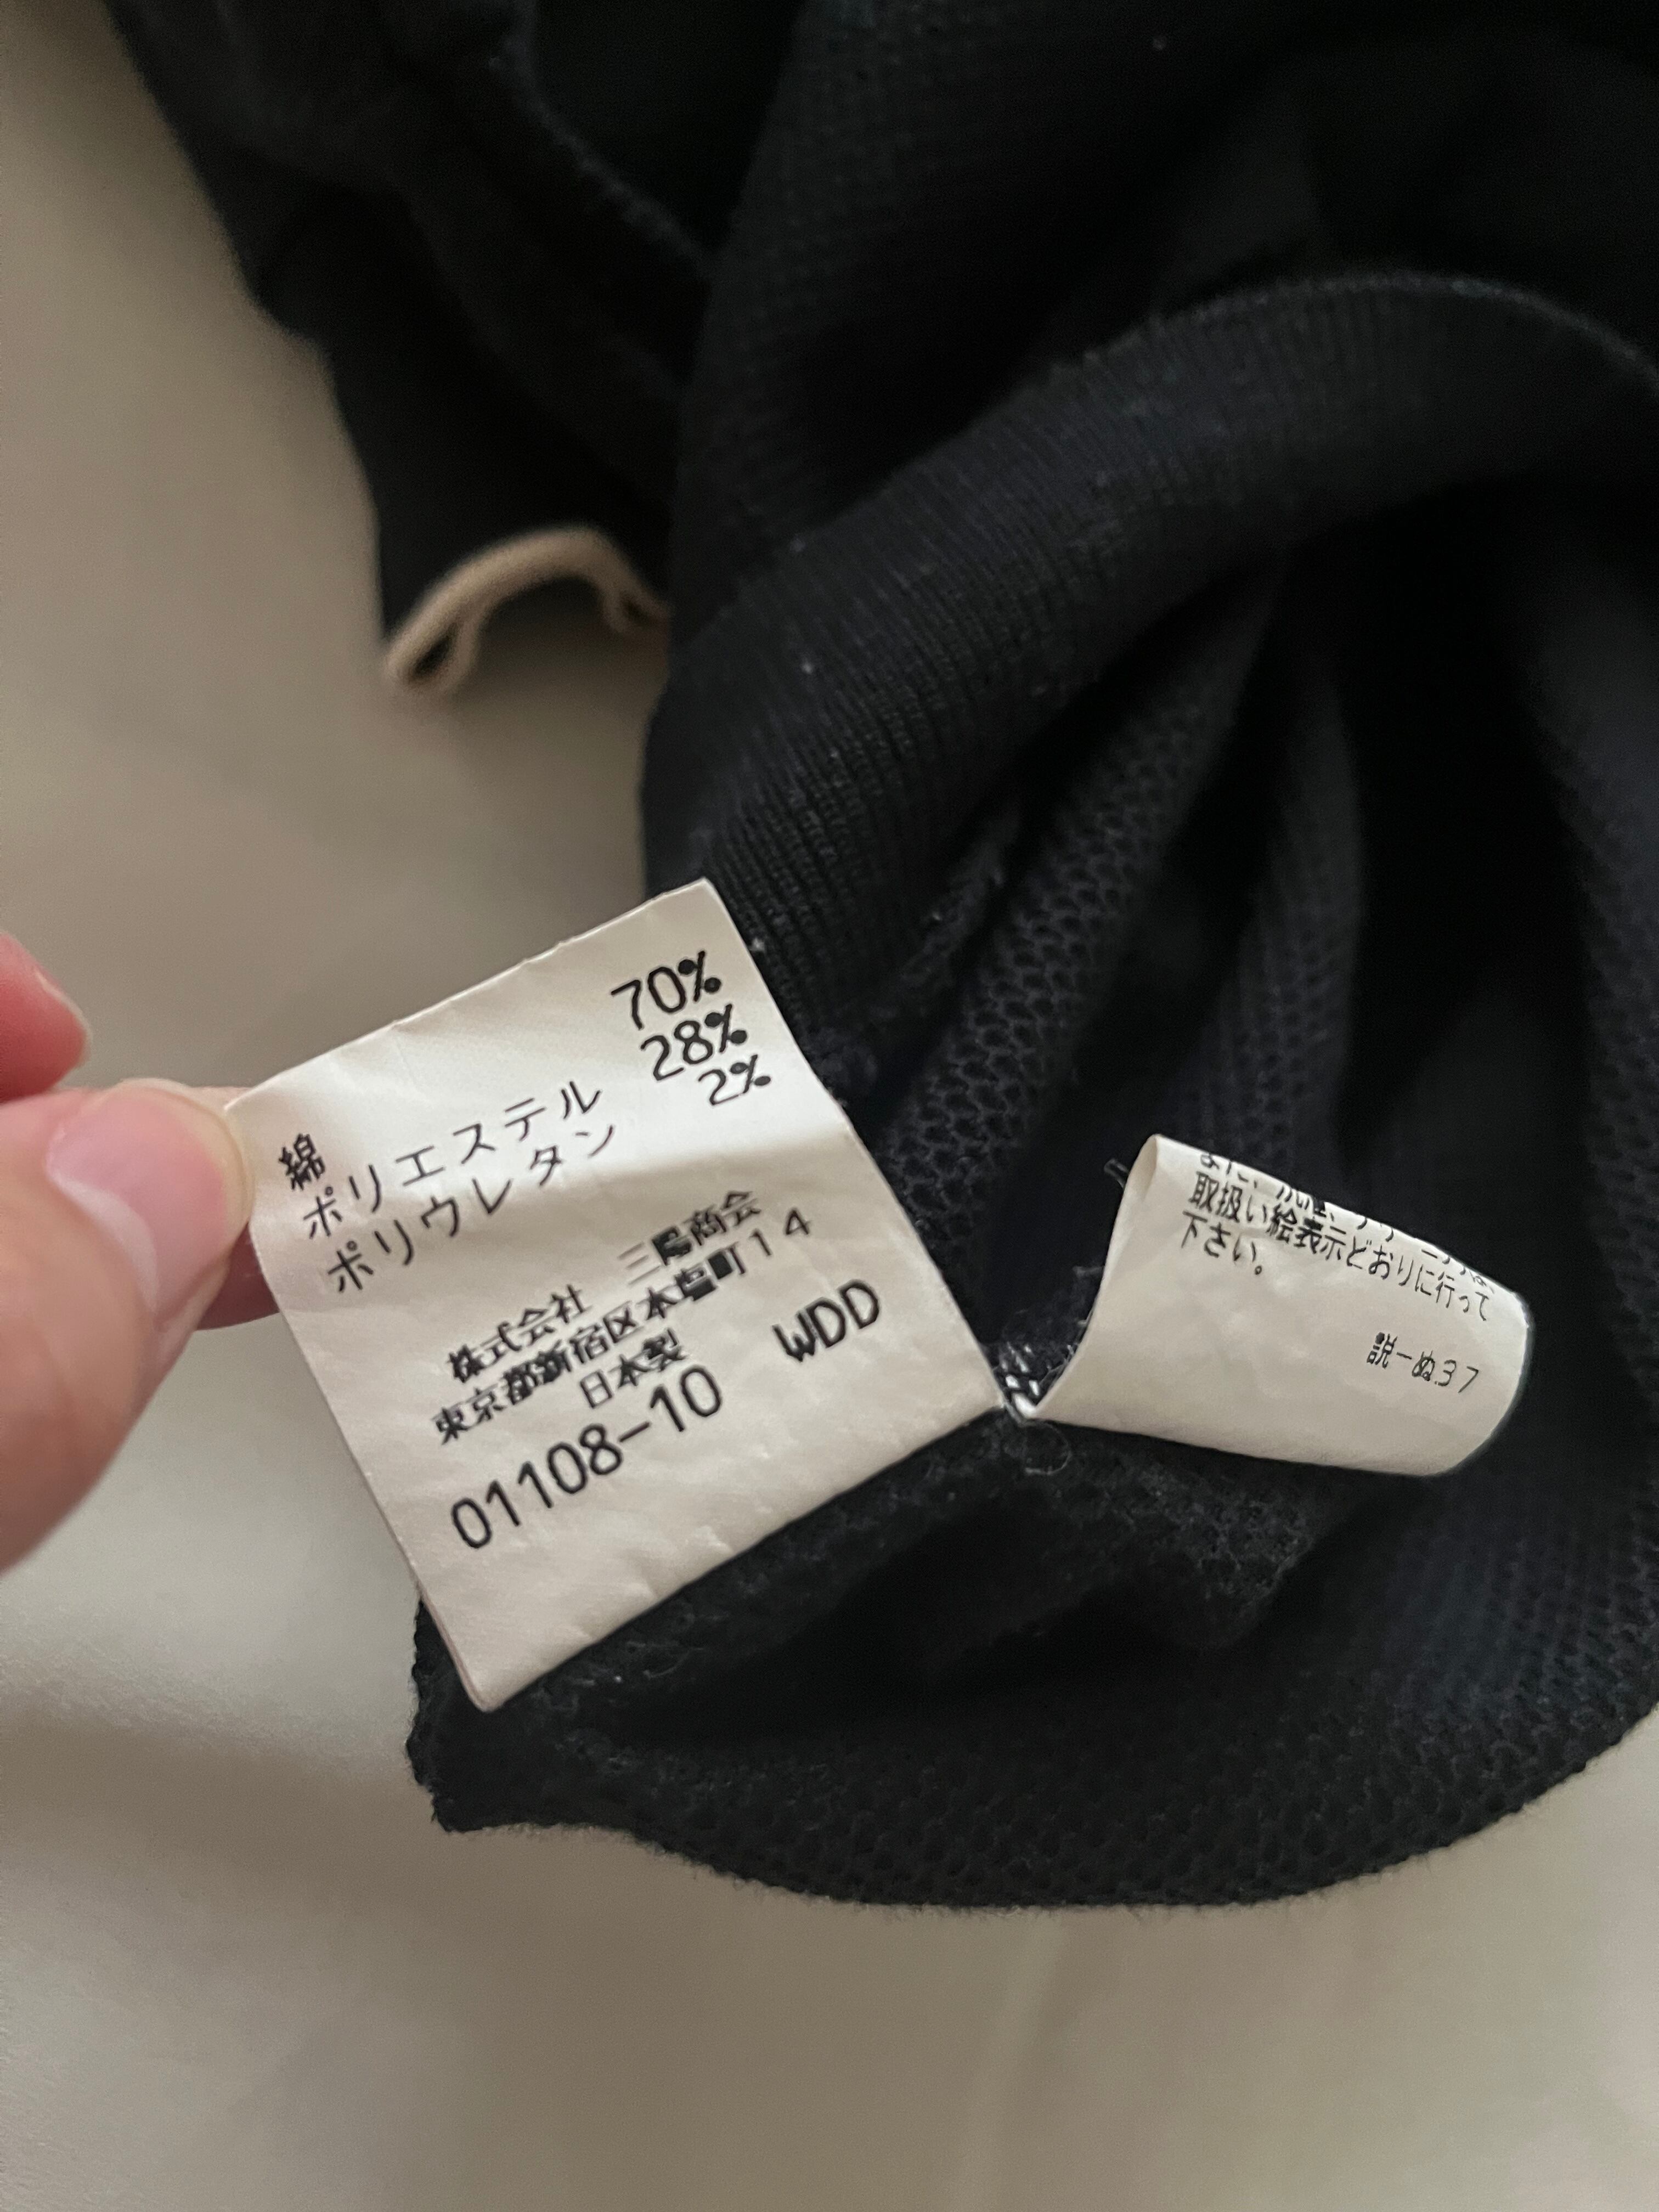 綿 70%
ポリエステル 28%
ポリウレタン 2%
株式会社 三陽商会
東京都新宿区本塩町14
日本製 WDD
01108-10
取扱い絵表示どおりに行って
下さい。
説-ぬ37